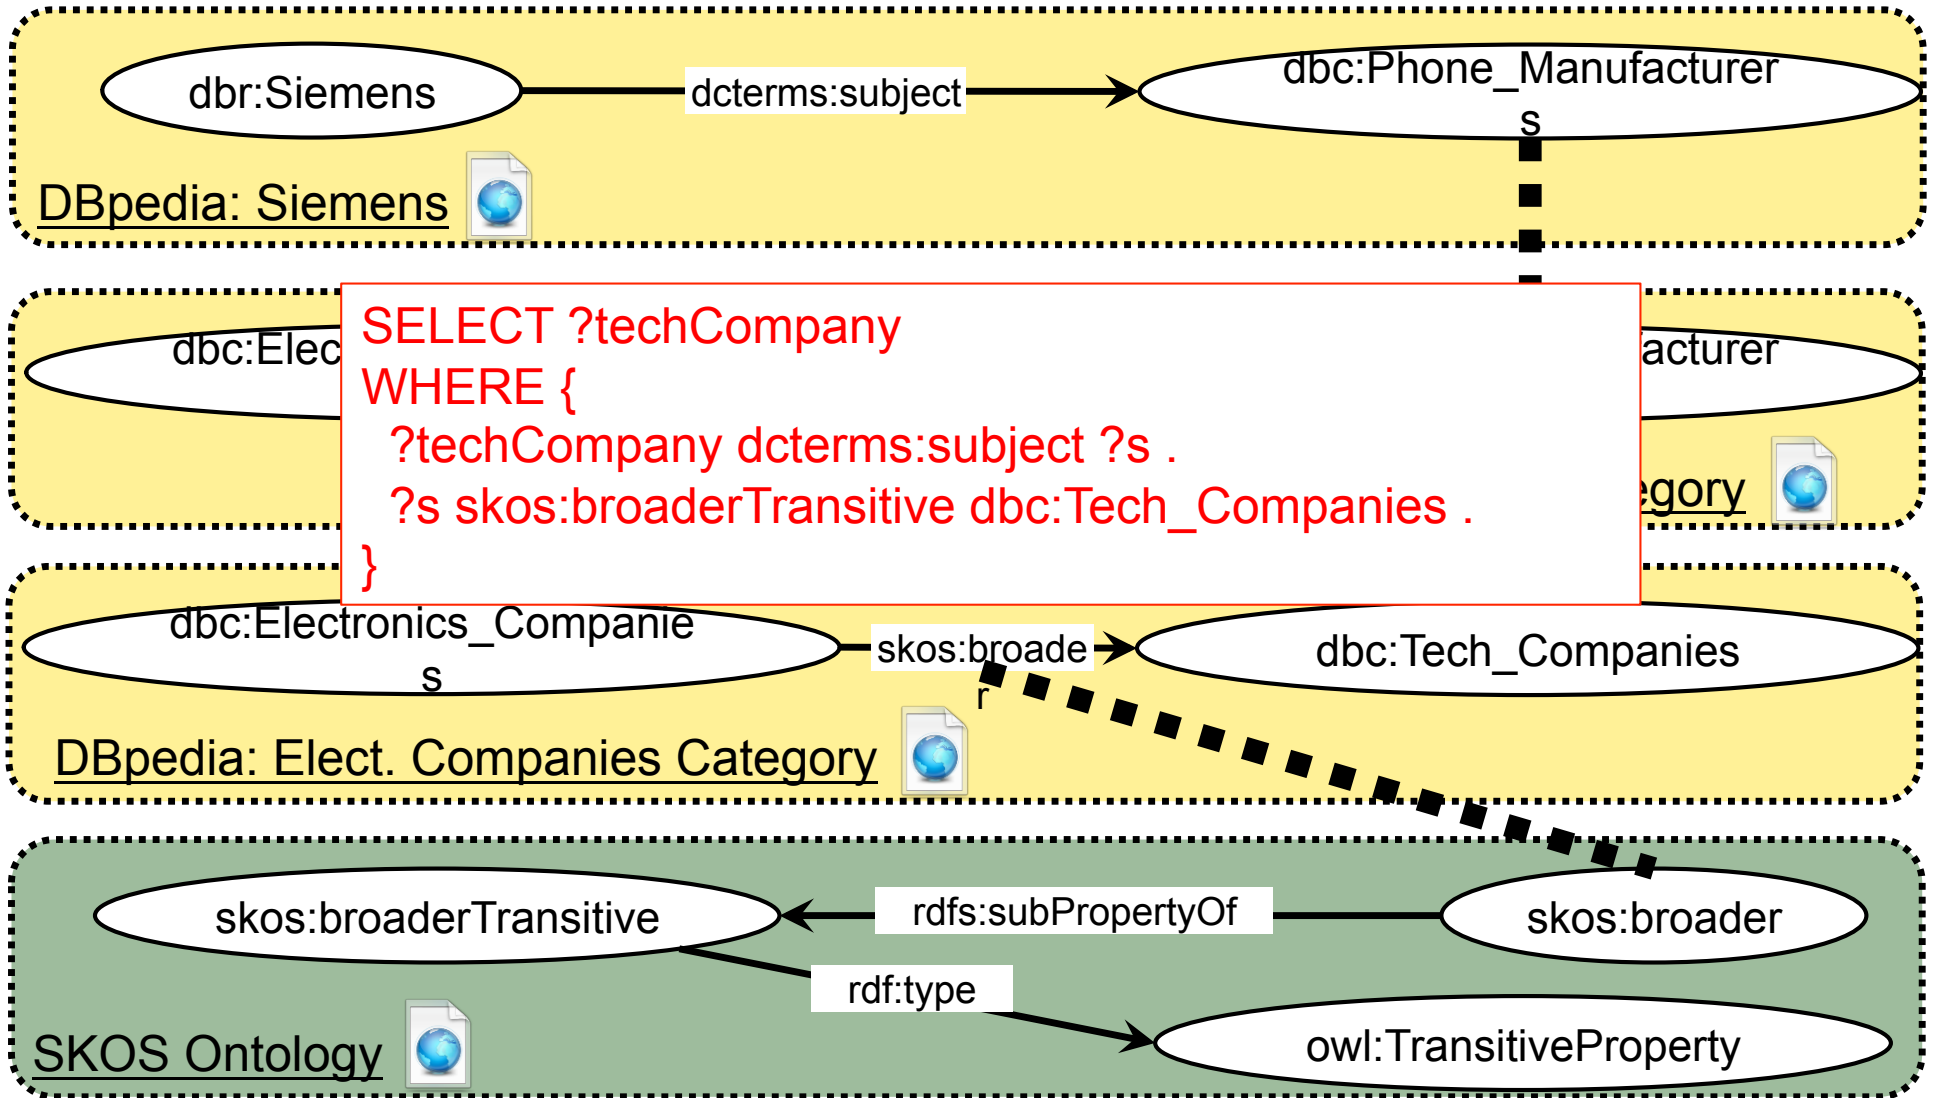 dbr:Siemens
dcterms:subject
dbc:Phone_Manufacturer
s
DBpedia: Siemens
dbc:Elec
acturer
SELECT ?techCompany
WHERE {
?techCompany dcterms:subject ?s .
?s skos:broaderTransitive dbc:Tech_Companies .
}
egory
dbc:Electronics_Companie
s
skos:broade
r
dbc:Tech_Companies
DBpedia: Elect. Companies Category
skos:broaderTransitive
rdfs:subPropertyOf
skos:broader
rdf:type
owl:TransitiveProperty
SKOS Ontology